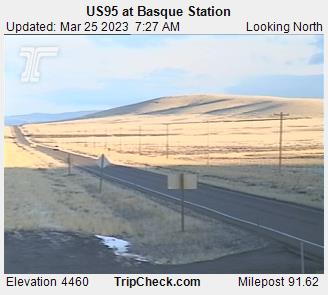 US95 at Basque Station
Updated: Mar 25 2023 7:27 AM Looking North
Elevation 4460 TripCheck.com Milepost 91.62